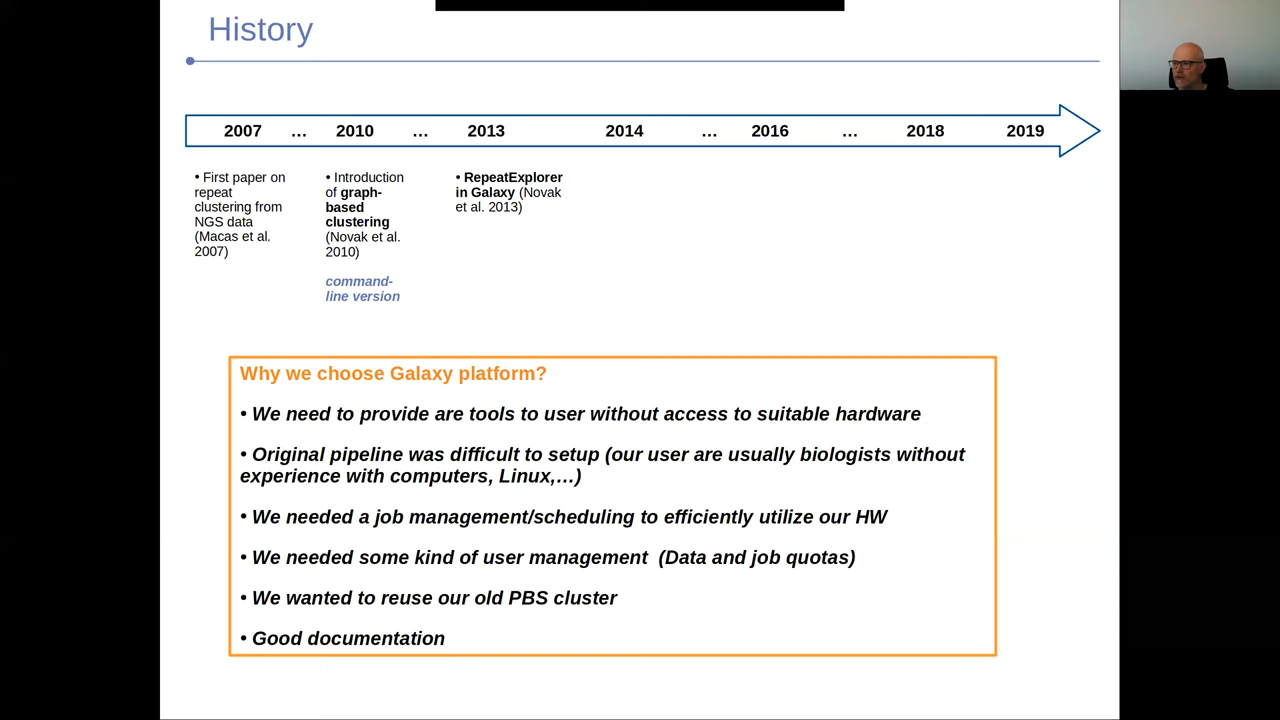 History
2007 … 2010 … 2013 2014 … 2016 … 2018 2019
• First paper on
repeat
clustering from
NGS data
(Macas et al.
2007)
• Introduction
of graph-
based
clustering
(Novak et al.
2010)
command-
line version
• RepeatExplorer
in Galaxy (Novak
et al. 2013)
Why we choose Galaxy platform?
• We need to provide are tools to user without access to suitable hardware
• Original pipeline was difficult to setup (our user are usually biologists without
experience with computers, Linux,…)
• We needed a job management/scheduling to efficiently utilize our HW
• We needed some kind of user management  (Data and job quotas)
• We wanted to reuse our old PBS cluster
• Good documentation